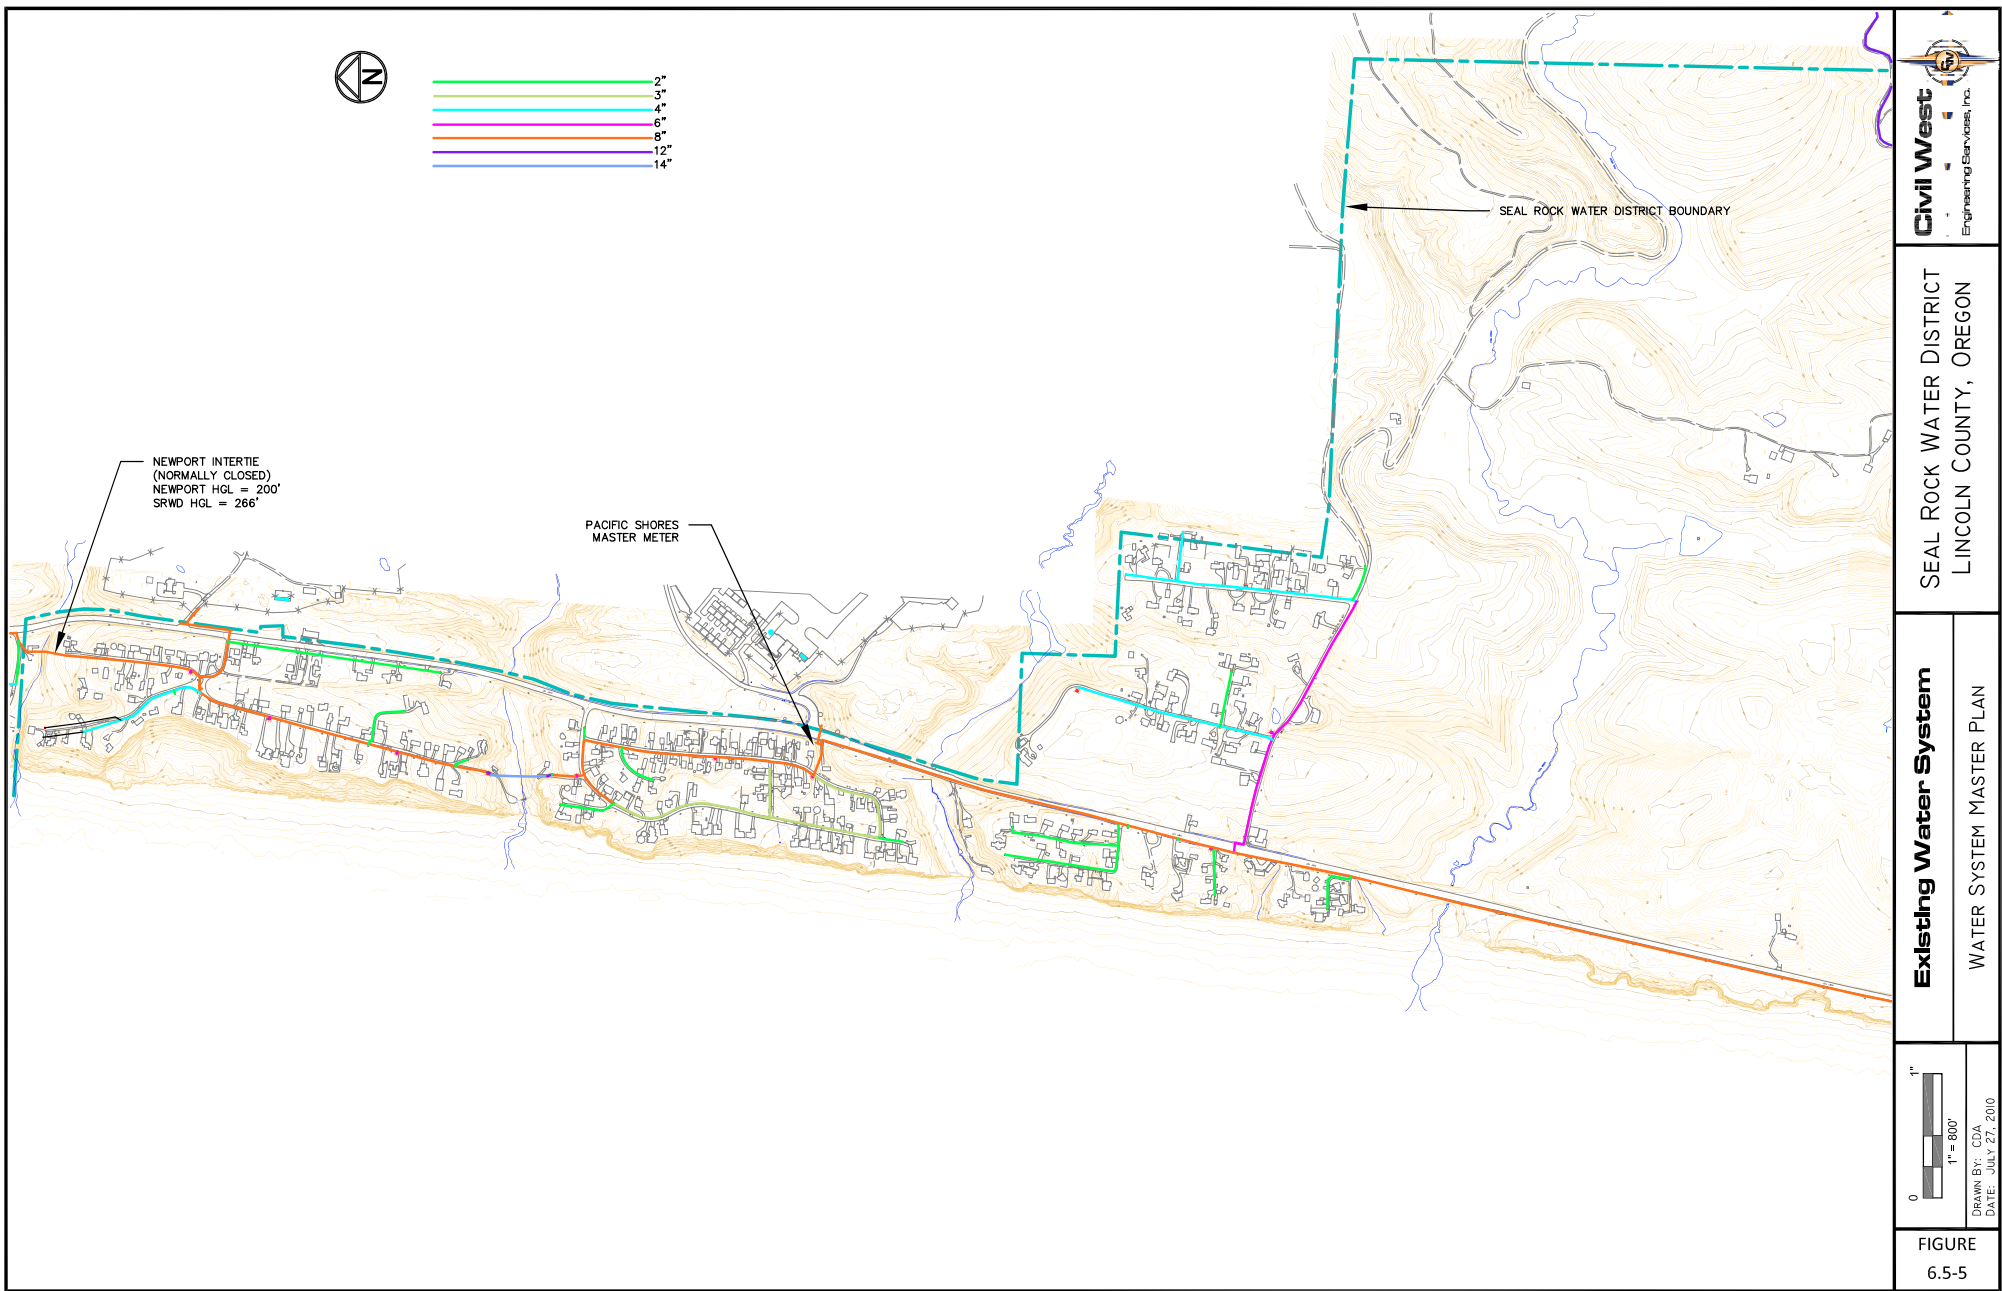 N
2"
3"
4"
6"
8"
12"
14"
SEAL ROCK WATER DISTRICT BOUNDARY
NEWPORT INTERTIE
(NORMALLY CLOSED)
NEWPORT HGL = 200'
SRWD HGL = 266'
PACIFIC SHORES
MASTER METER
CW
Civil West
Engineering Services, Inc.
SEAL ROCK WATER DISTRICT
LINCOLN COUNTY, OREGON
Existing Water System
WATER SYSTEM MASTER PLAN
0
1"
1" = 800'
DRAWN BY: CDA
DATE: JULY 27, 2010
FIGURE
6.5-5